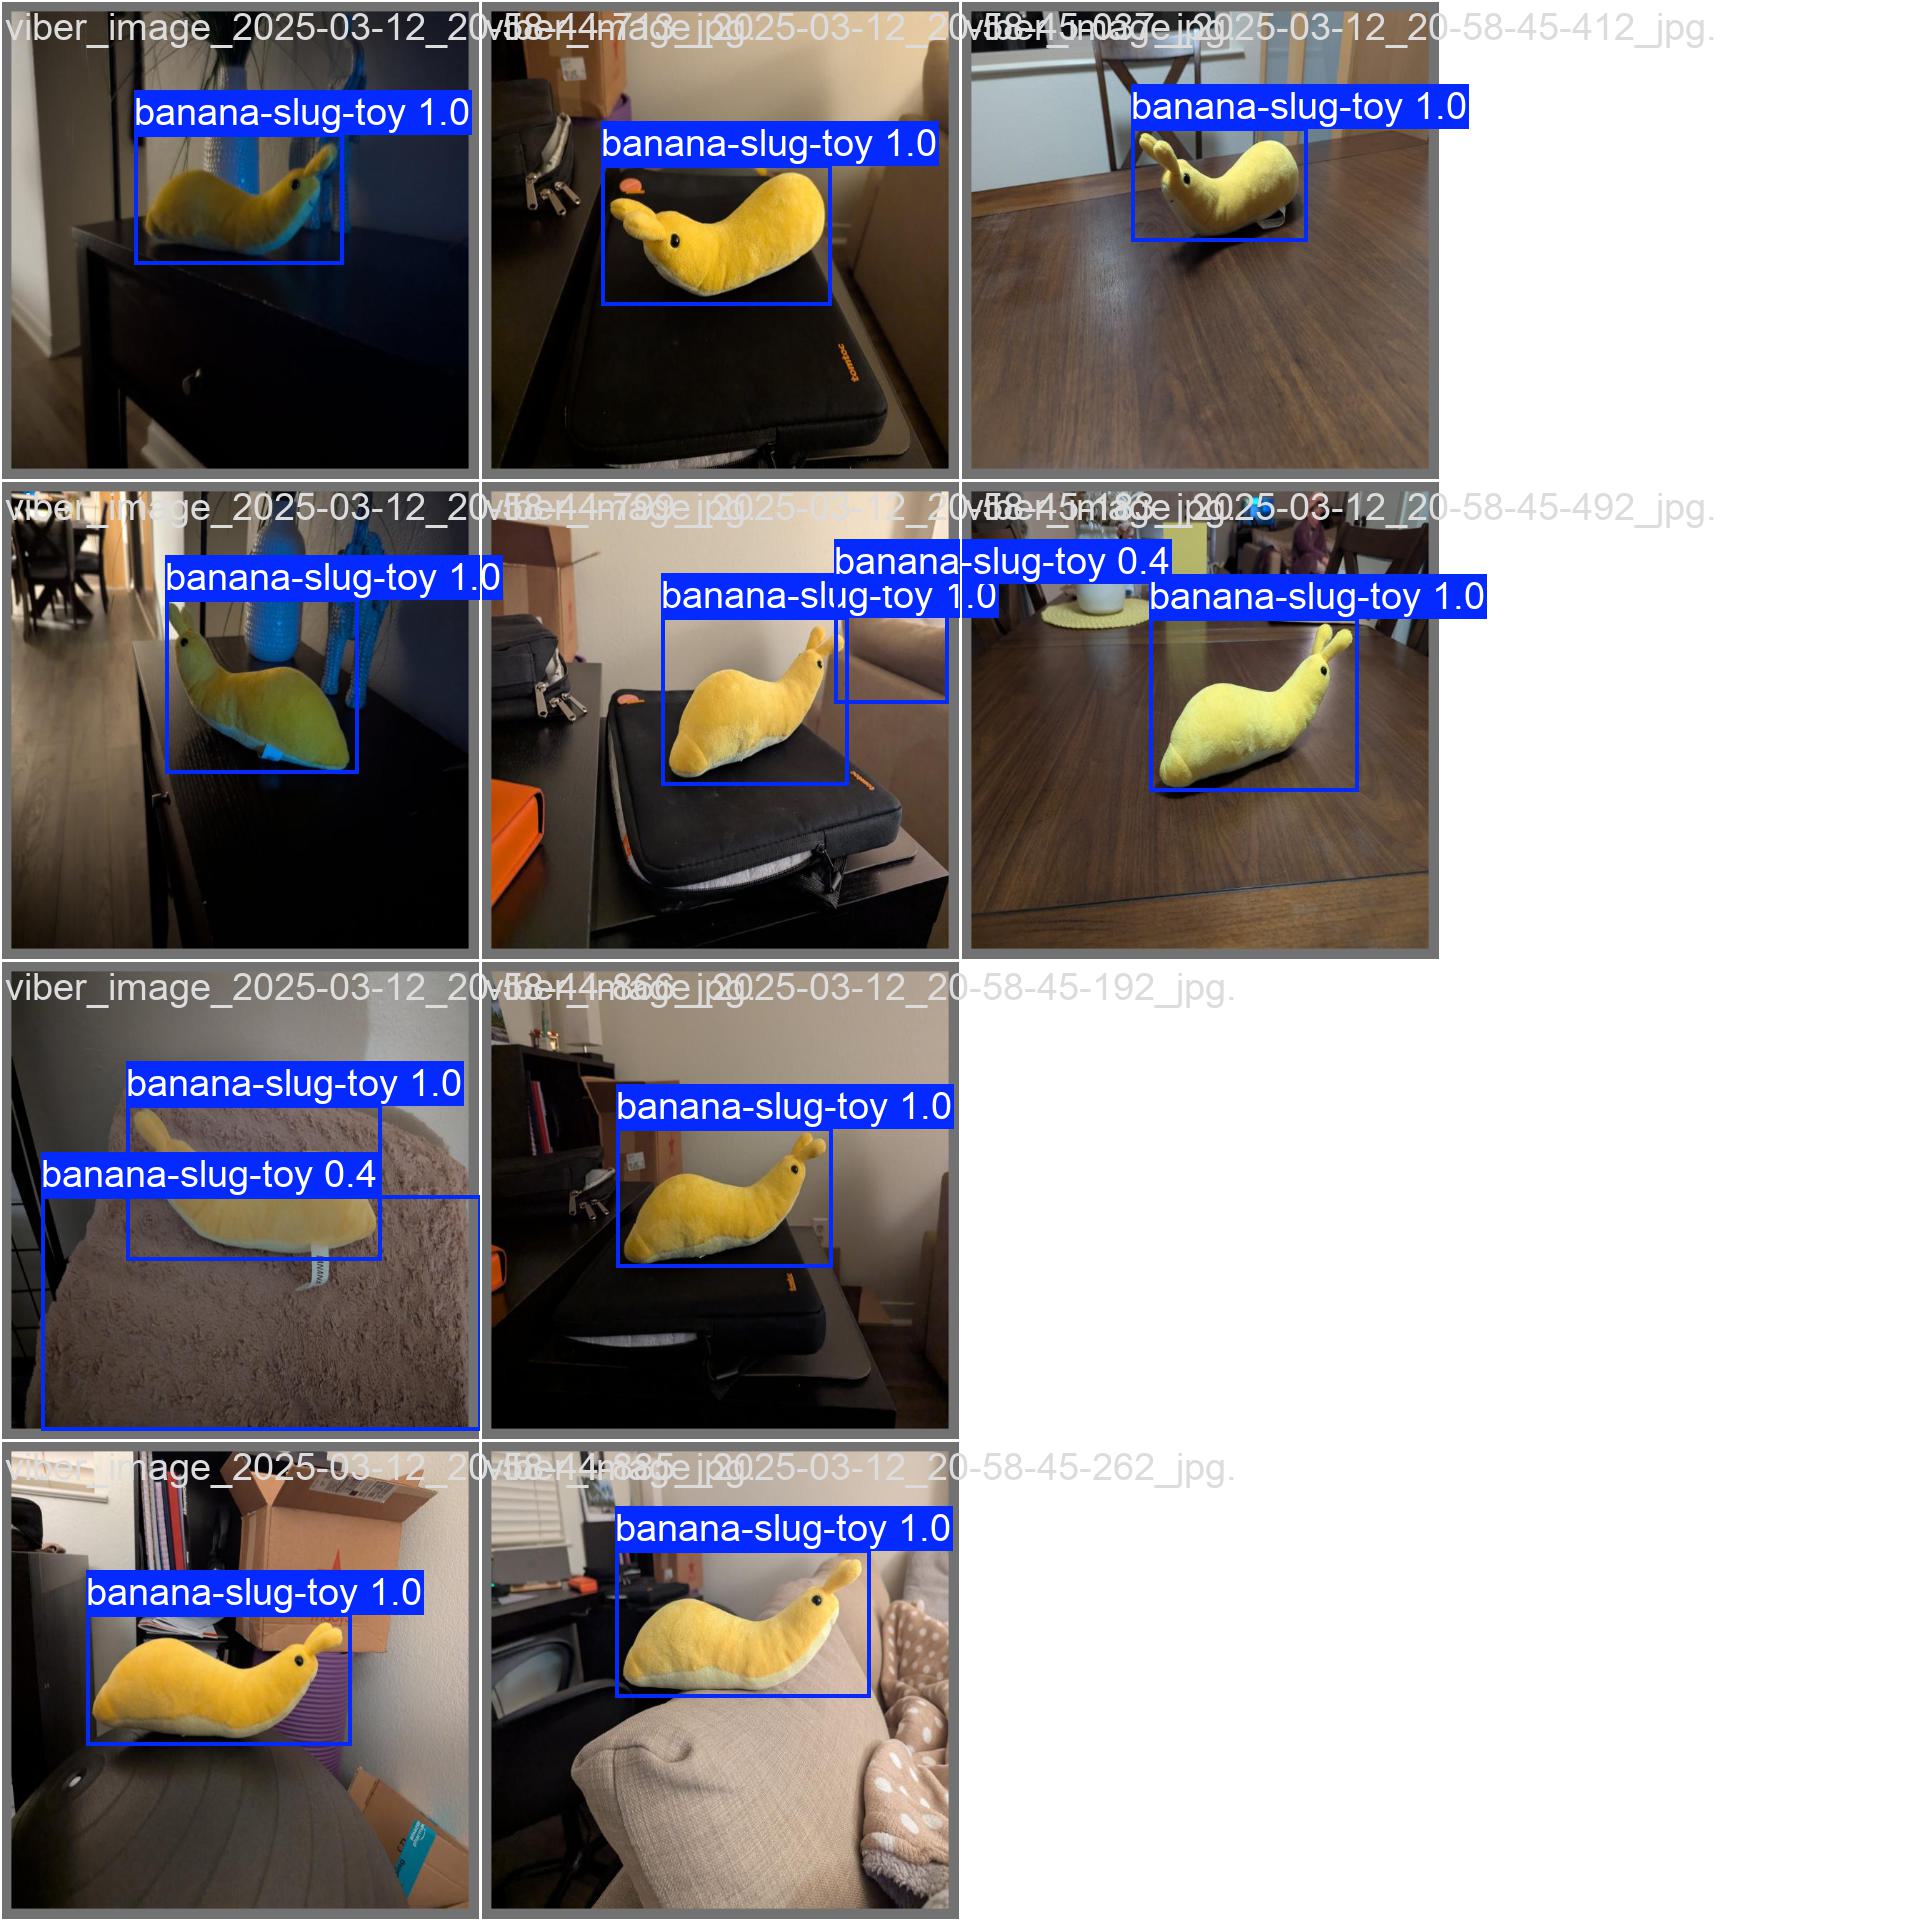 viber_image_2025-03-12_20-58-44-713_jpg.
viber_image_2025-03-12_20-58-45-037_jpg.
viber_image_2025-03-12_20-58-45-412_jpg.
banana-slug-toy 1.0
banana-slug-toy 1.0
banana-slug-toy 1.0
tomtoc
viber_image_2025-03-12_20-58-44-799_jpg.
viber_image_2025-03-12_20-58-45-183_jpg.
viber_image_2025-03-12_20-58-45-492_jpg.
banana-slug-toy 1.0
banana-slug-toy 0.4
banana-slug-toy 1.0
banana-slug-toy 1.0
viber_image_2025-03-12_20-58-44-866_jpg.
viber_image_2025-03-12_20-58-45-192_jpg.
banana-slug-toy 1.0
banana-slug-toy 0.4
banana-slug-toy 1.0
viber_image_2025-03-12_20-58-44-885_jpg.
viber_image_2025-03-12_20-58-45-262_jpg.
banana-slug-toy 1.0
banana-slug-toy 1.0